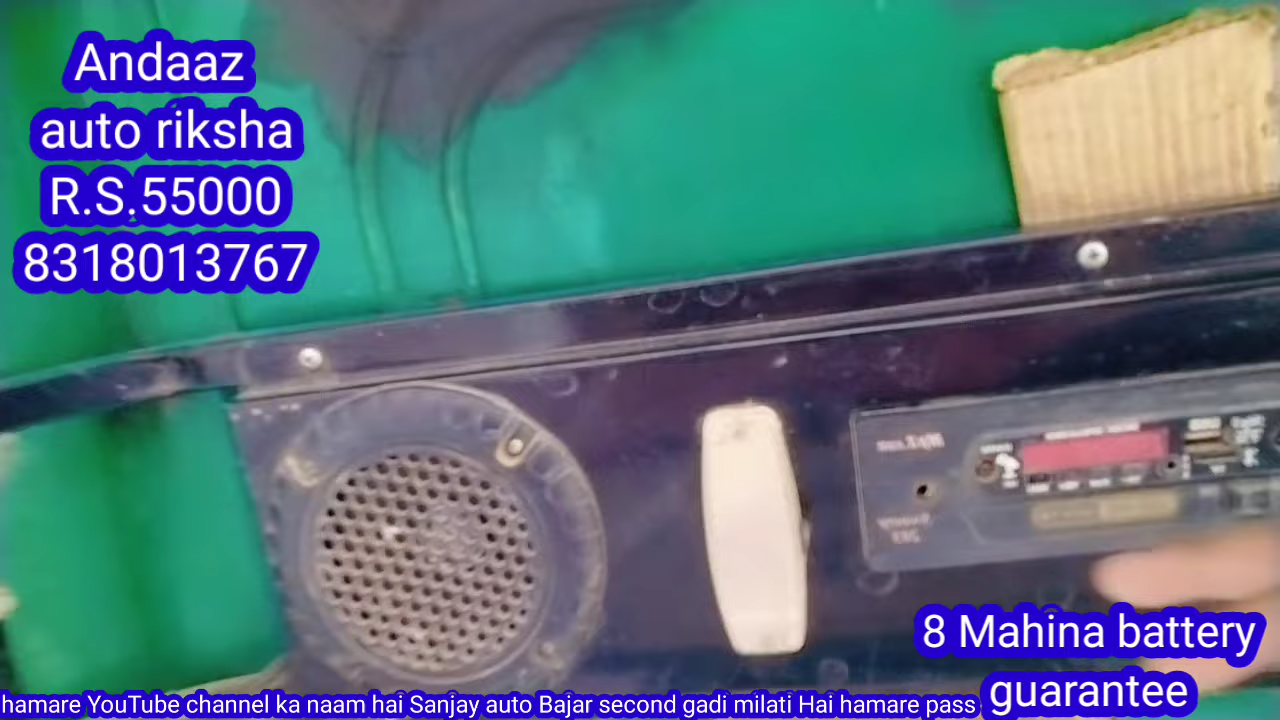 Andaaz
auto riksha
R.S.55000
8318013767
8 Mahina battery
guarantee
hamare YouTube channel ka naam hai Sanjay auto Bajar second gadi milati Hai hamare pass